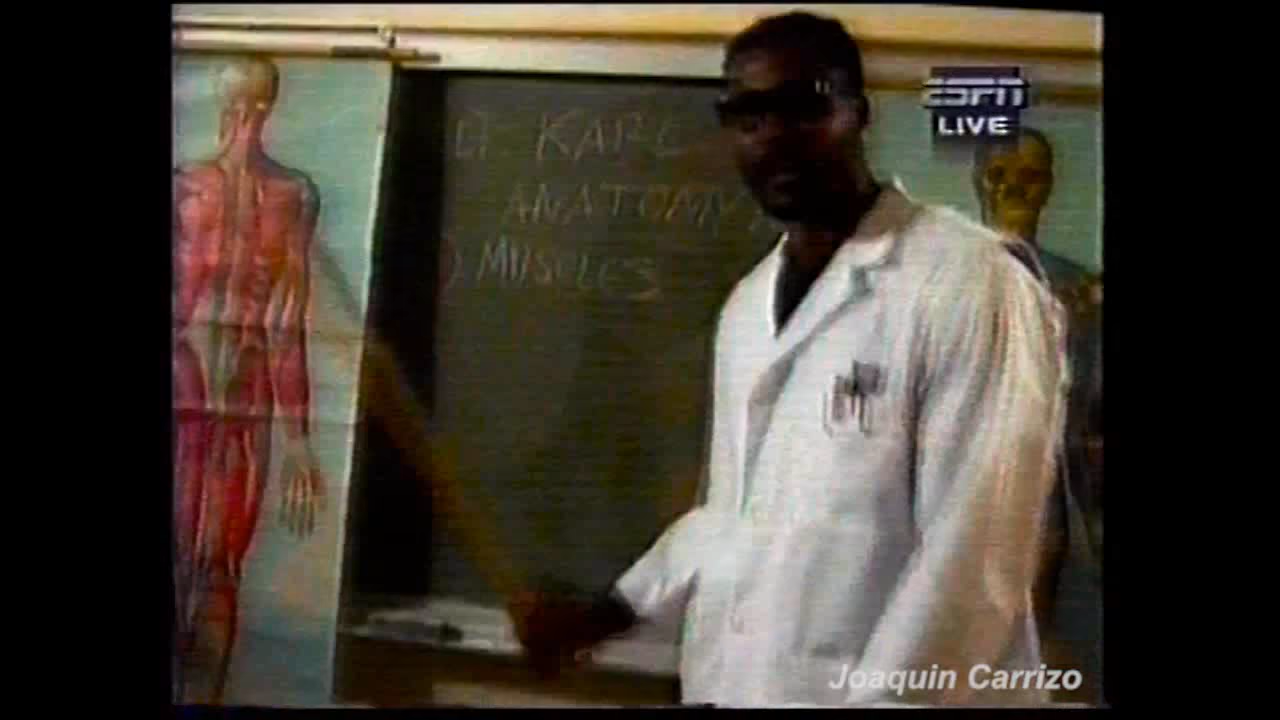 KARL
ANATOMY
MUSCLES
ESPN
LIVE
Joaquin Carrizo